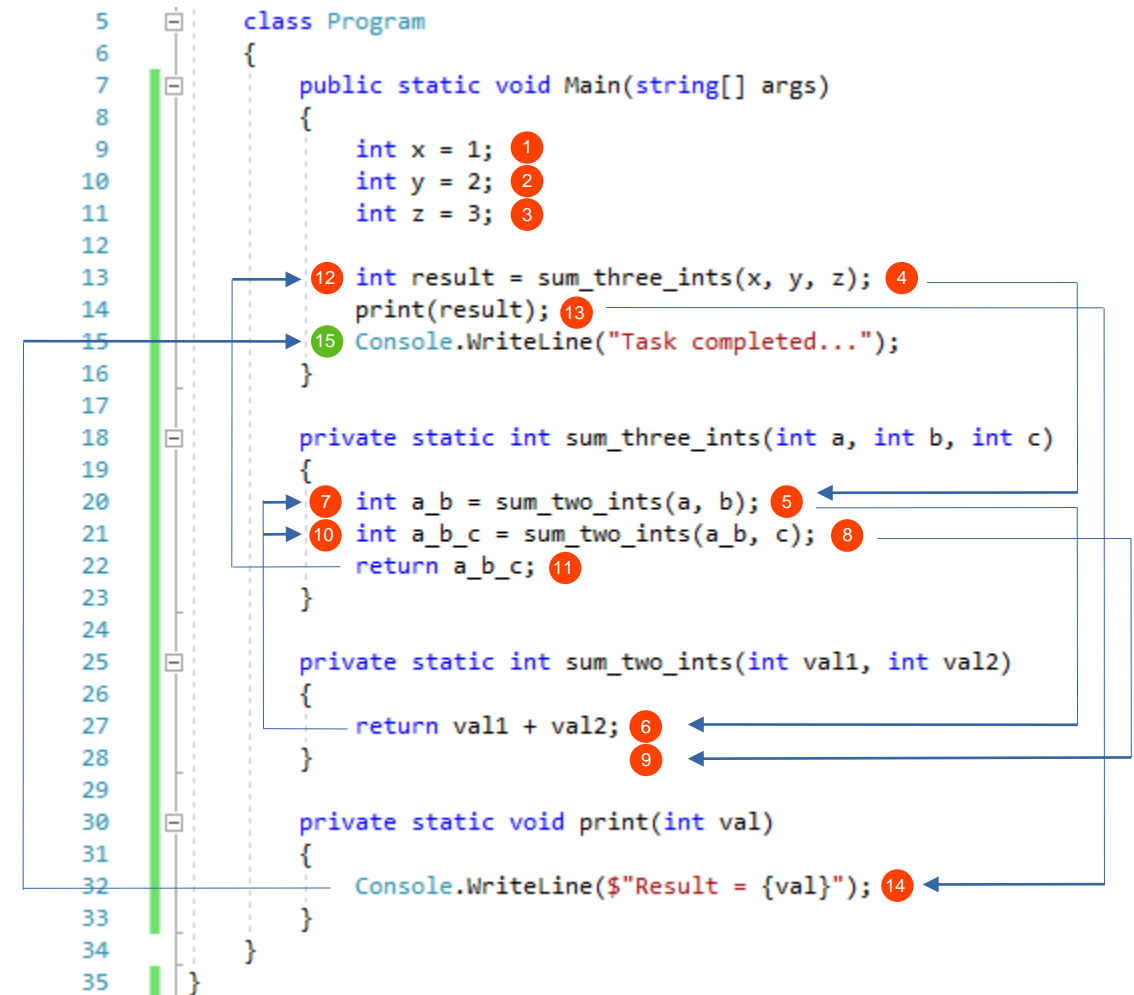 5 class Program
6 {
7 public static void Main(string[] args)
8 {
9 int x = 1; 1
10 int y = 2; 2
11 int z = 3; 3
12
13 12 int result = sum_three_ints(x, y, z); 4
14 print(result); 13
15 15 Console.WriteLine("Task completed...");
16 }
17
18 private static int sum_three_ints(int a, int b, int c)
19 {
20 7 int a_b = sum_two_ints(a, b); 5
21 10 int a_b_c = sum_two_ints(a_b, c); 8
22 return a_b_c; 11
23 }
24
25 private static int sum_two_ints(int val1, int val2)
26 {
27 return val1 + val2; 6
28 } 9
29
30 private static void print(int val)
31 {
32 Console.WriteLine($"Result = {val}"); 14
33 }
34 }
35 }